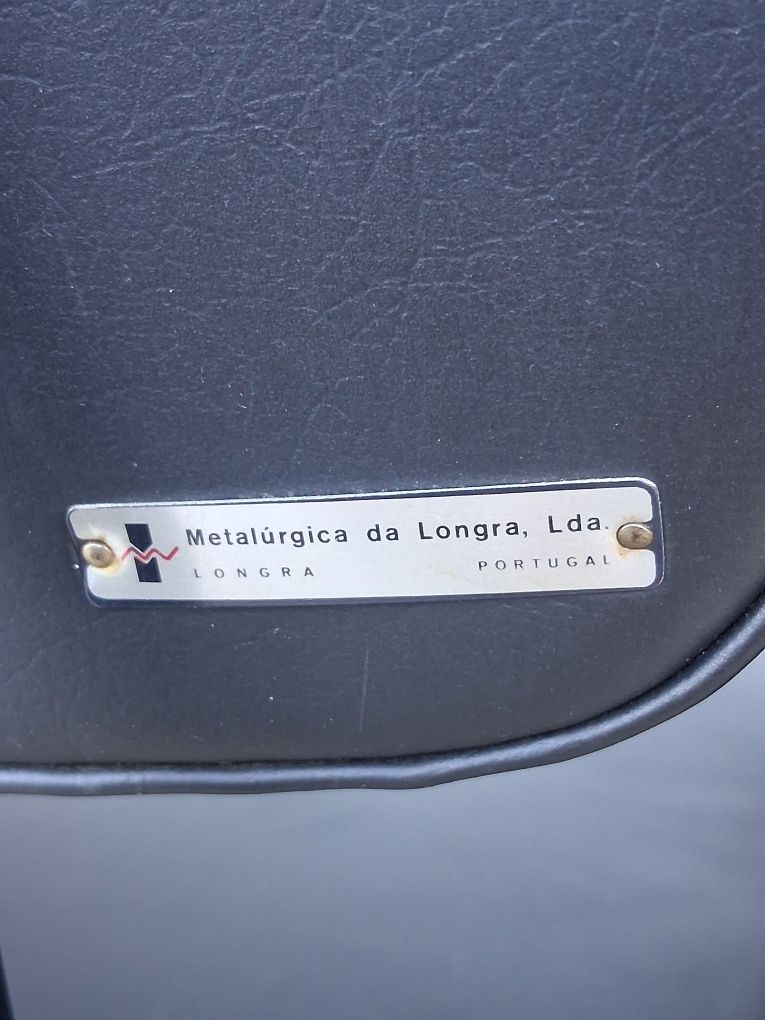 Metalúrgica da Longra, Lda.
LONGRA PORTUGAL